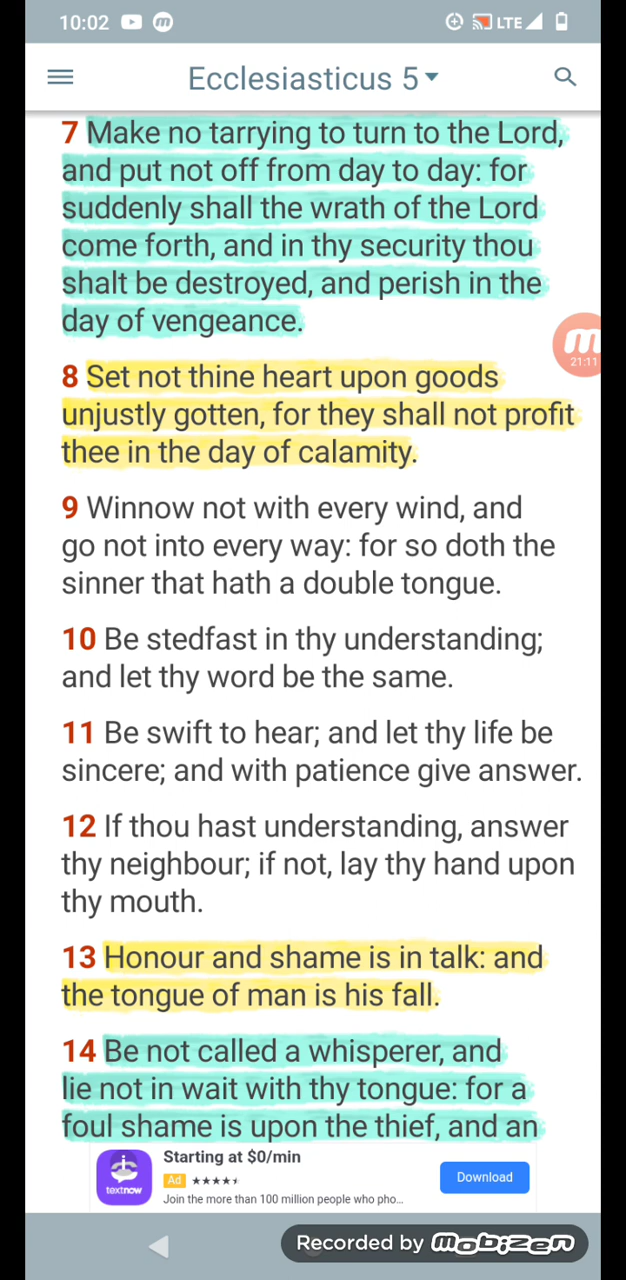 10:02
LTE
Ecclesiasticus 5
7 Make no tarrying to turn to the Lord,
and put not off from day to day: for
suddenly shall the wrath of the Lord
come forth, and in thy security thou
shalt be destroyed, and perish in the
day of vengeance.
m
21:11
8 Set not thine heart upon goods
unjustly gotten, for they shall not profit
thee in the day of calamity.
9 Winnow not with every wind, and
go not into every way: for so doth the
sinner that hath a double tongue.
10 Be stedfast in thy understanding;
and let thy word be the same.
11 Be swift to hear; and let thy life be
sincere; and with patience give answer.
12 If thou hast understanding, answer
thy neighbour; if not, lay thy hand upon
thy mouth.
13 Honour and shame is in talk: and
the tongue of man is his fall.
14 Be not called a whisperer, and
lie not in wait with thy tongue: for a
foul shame is upon the thief, and an
textnow
Starting at $0/min
Ad
Join the more than 100 million people who pho...
Download
Recorded by mobizen